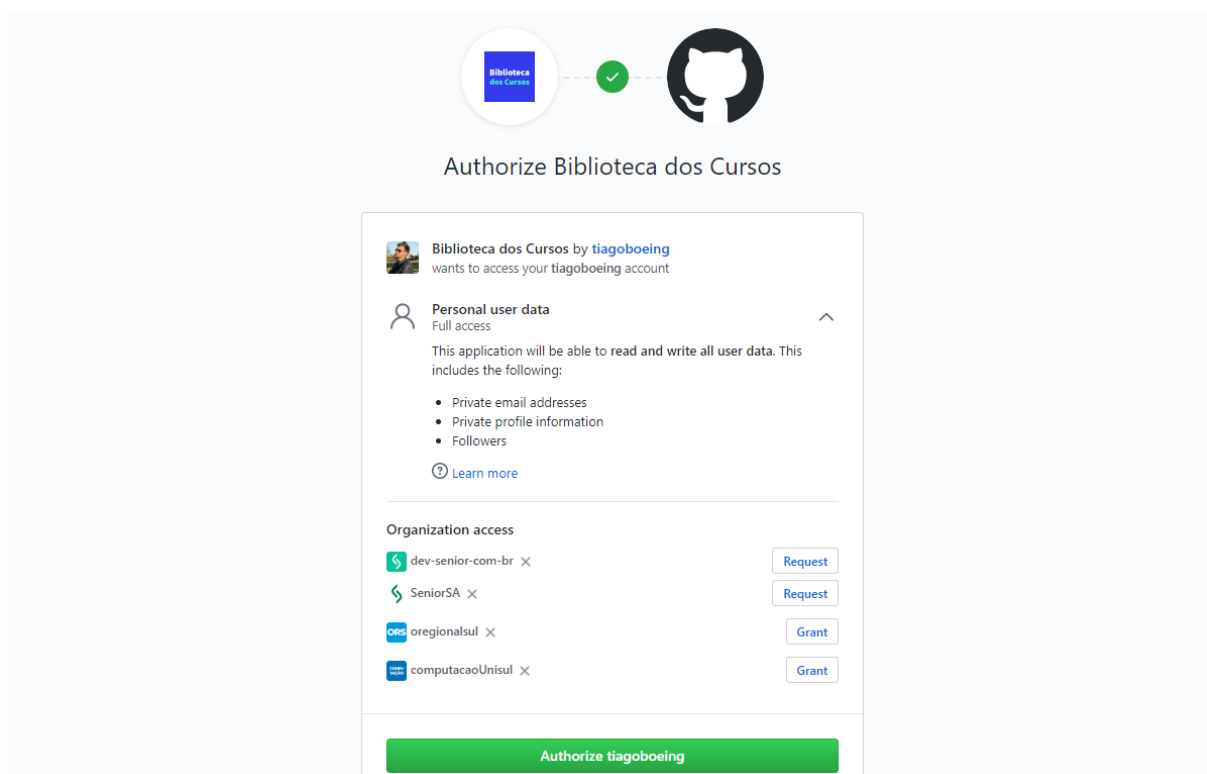 Biblioteca
dos Cursos
Authorize Biblioteca dos Cursos
Biblioteca dos Cursos by tiagoboeing
wants to access your tiagoboeing account
Personal user data
Full access
This application will be able to read and write all user data. This
includes the following:
Private email addresses
Private profile information
Followers
? Learn more
Organization access
dev-senior-com-br Request
SeniorSA Request
ORS oregionalsul Grant
COMPU
TAÇÃO
computacaoUnisul Grant
Authorize tiagoboeing